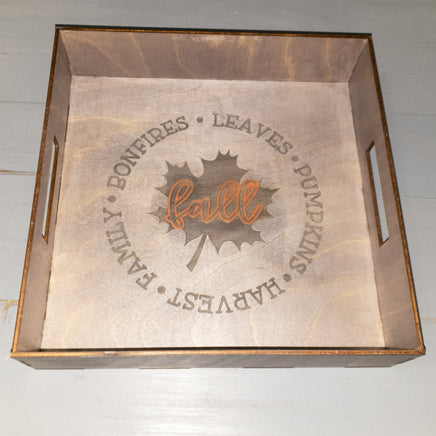 BONFIRES • LEAVES • PUMPKINS • HARVEST • FAMILY •
fall